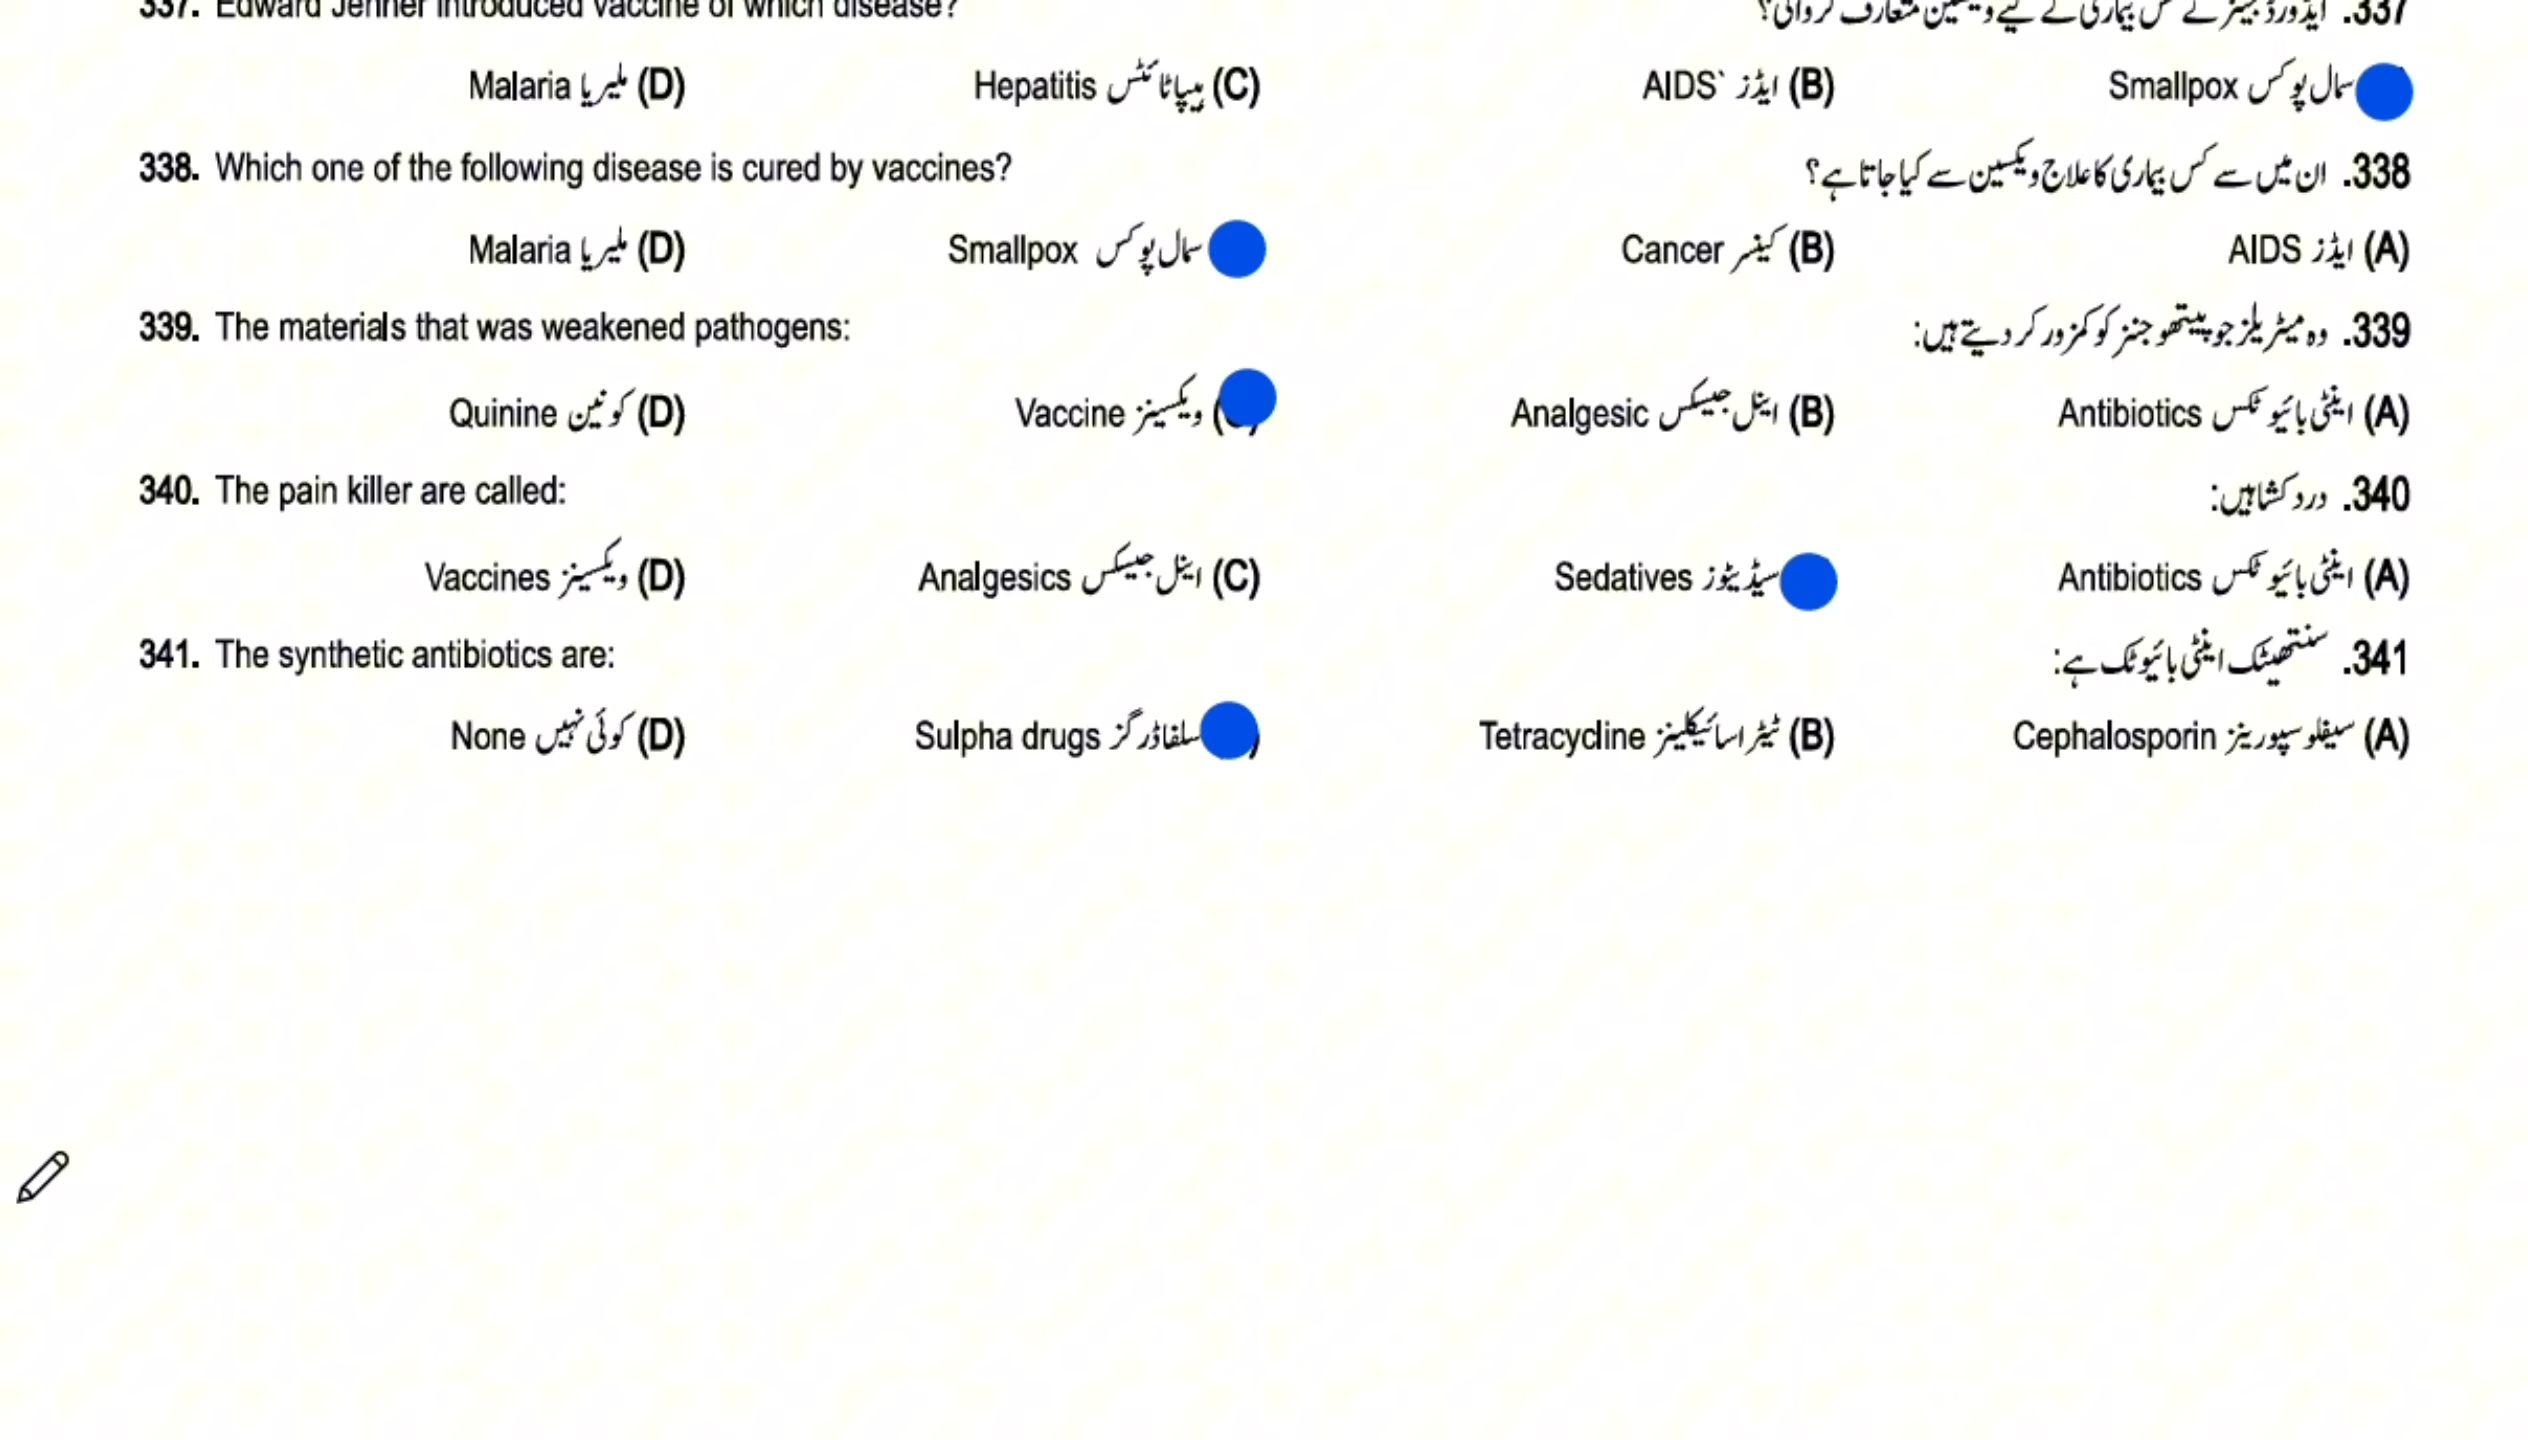 337. Edward Jenner introduced vaccine of which disease? 337. ایڈورڈ جینر نے کس بیماری کے لیے ویکسین متعارف کروائی؟
Smallpox سمال پوکس (B) ایڈز AIDS` (C) ہیپاٹائٹس Hepatitis (D) ملیریا Malaria
338. Which one of the following disease is cured by vaccines? 338. ان میں سے کس بیماری کا علاج ویکسین سے کیا جاتا ہے؟
(A) ایڈز AIDS (B) کینسر Cancer سمال پوکس Smallpox (D) ملیریا Malaria
339. The materials that was weakened pathogens: 339. وہ میٹریلز جو پیتھوجنز کو کمزور کر دیتے ہیں:
(A) اینٹی بائیوٹکس Antibiotics (B) اینل جیسکس Analgesic ویکسینز Vaccine (D) کونین Quinine
340. The pain killer are called: 340. درد کشا ہیں:
(A) اینٹی بائیوٹکس Antibiotics سیڈیٹوز Sedatives (C) اینل جیسکس Analgesics (D) ویکسینز Vaccines
341. The synthetic antibiotics are: 341. سنتھیٹک اینٹی بائیوٹک ہے:
(A) سیفلوسپورینز Cephalosporin (B) ٹیٹراسائیکلینز Tetracycline سلفاڈرگز Sulpha drugs (D) کوئی نہیں None